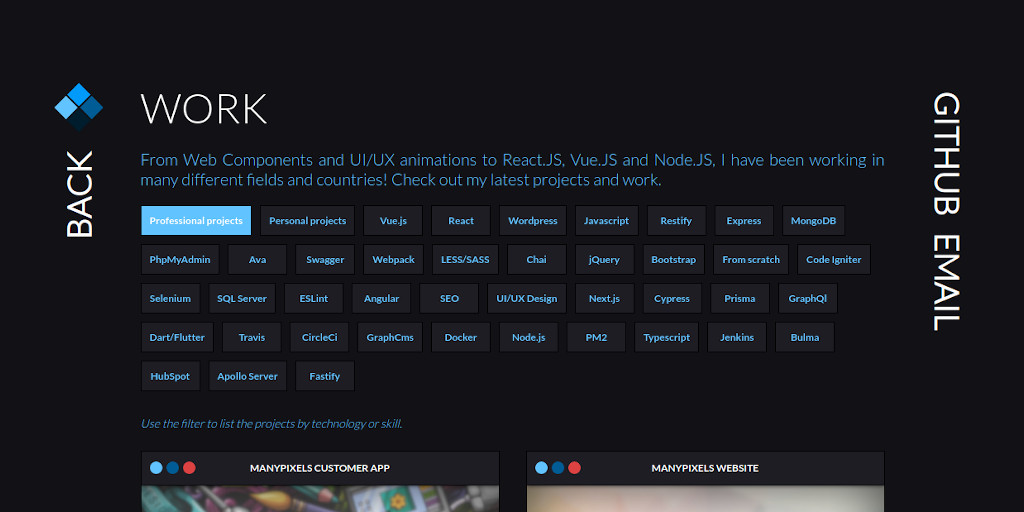 WORK
BACK
From Web Components and UI/UX animations to React.JS, Vue.JS and Node.JS, I have been working in
many different fields and countries! Check out my latest projects and work.
Professional projects Personal projects Vue.js React Wordpress Javascript Restify Express MongoDB
PhpMyAdmin Ava Swagger Webpack LESS/SASS Chai jQuery Bootstrap From scratch Code Igniter
Selenium SQL Server ESLint Angular SEO UI/UX Design Next.js Cypress Prisma GraphQl
Dart/Flutter Travis CircleCi GraphCms Docker Node.js PM2 Typescript Jenkins Bulma
HubSpot Apollo Server Fastify
Use the filter to list the projects by technology or skill.
MANYPIXELS CUSTOMER APP
MANYPIXELS WEBSITE
GITHUB EMAIL